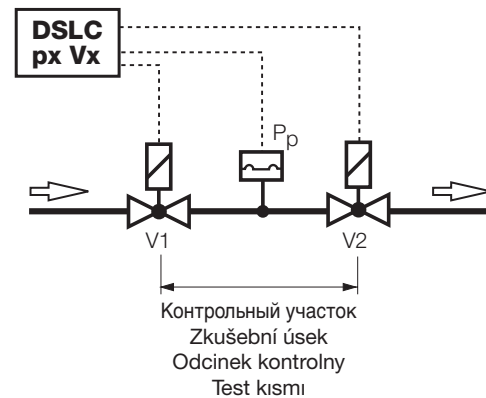 DSLC
px Vx
Pp
V1
V2
Контрольный участок
Zkušební úsek
Odcinek kontrolny
Test kısmı